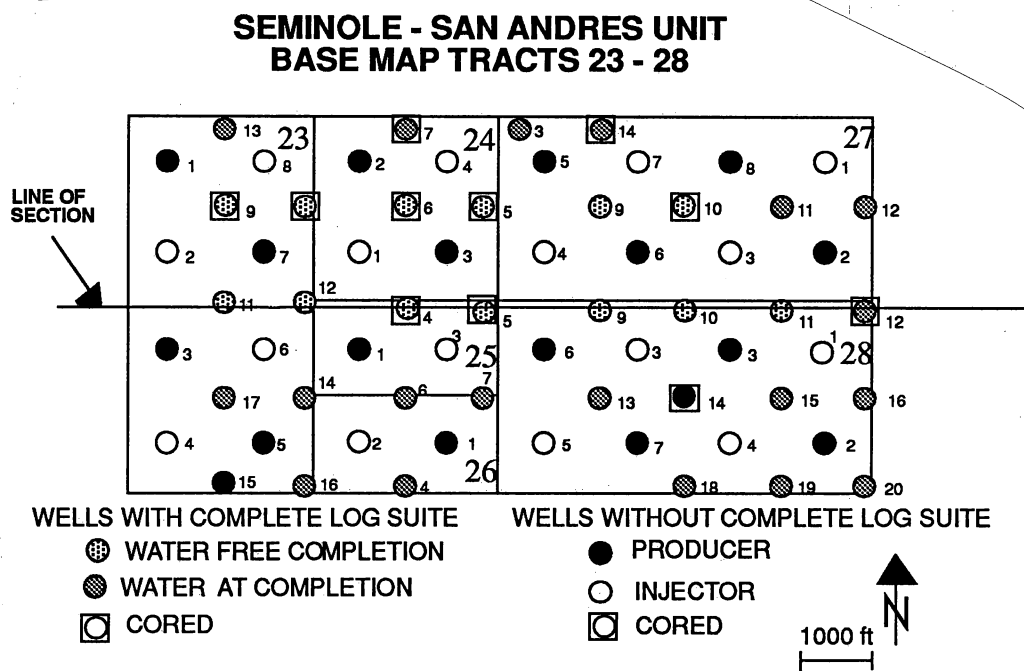 SEMINOLE - SAN ANDRES UNIT
BASE MAP TRACTS 23 - 28
13 23 7 24 3 14 27
1 8 2 4 5 7 8 1
LINE OF
SECTION
9 6 5 9 10 11 12
2 7 1 3 4 6 3 2
11 12
4 5 9 10 11 12
3 6 1 3 25 6 3 3 1 28
17 14 6 7 13 14 15 16
4 5 2 1 5 7 4 2
15 16 4 26 18 19 20
WELLS WITH COMPLETE LOG SUITE
WATER FREE COMPLETION
WATER AT COMPLETION
CORED
WELLS WITHOUT COMPLETE LOG SUITE
PRODUCER
INJECTOR
CORED
N
1000 ft